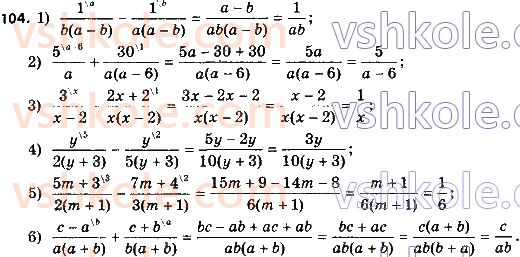 104. 1) \frac{1^{\backslash a}}{b(a-b)} - \frac{1^{\backslash b}}{a(a-b)} = \frac{a-b}{ab(a-b)} = \frac{1}{ab};
2) \frac{5^{\backslash a-6}}{a} + \frac{30^{\backslash 1}}{a(a-6)} = \frac{5a-30+30}{a(a-6)} = \frac{5a}{a(a-6)} = \frac{5}{a-6};
3) \frac{3^{\backslash x}}{x-2} - \frac{2x+2^{\backslash 1}}{x(x-2)} = \frac{3x-2x-2}{x(x-2)} = \frac{x-2}{x(x-2)} = \frac{1}{x};
4) \frac{y^{\backslash 5}}{2(y+3)} - \frac{y^{\backslash 2}}{5(y+3)} = \frac{5y-2y}{10(y+3)} = \frac{3y}{10(y+3)};
5) \frac{5m+3^{\backslash 3}}{2(m+1)} - \frac{7m+4^{\backslash 2}}{3(m+1)} = \frac{15m+9-14m-8}{6(m+1)} = \frac{m+1}{6(m+1)} = \frac{1}{6};
6) \frac{c-a^{\backslash b}}{a(a+b)} + \frac{c+b^{\backslash a}}{b(a+b)} = \frac{bc-ab+ac+ab}{ab(a+b)} = \frac{bc+ac}{ab(a+b)} = \frac{c(a+b)}{ab(b+a)} = \frac{c}{ab}.
vshkole.com
vshkole
vshkole.com
vshkole